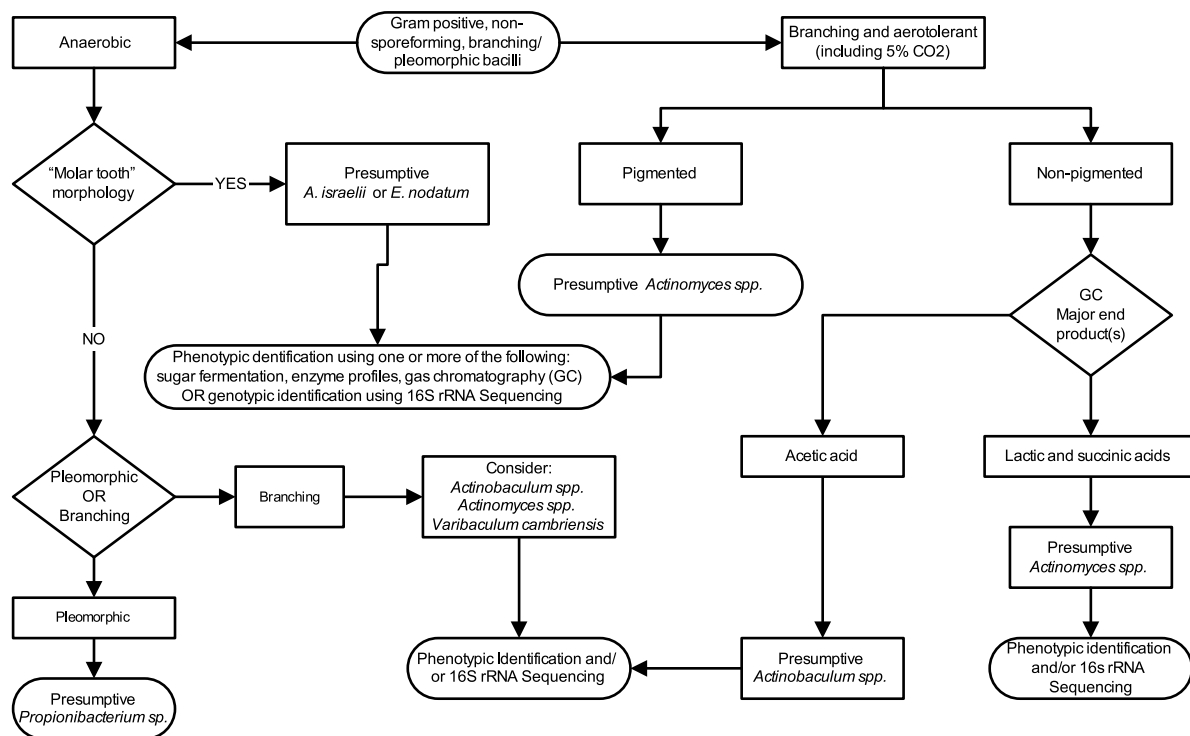 Anaerobic
Gram positive, non-
sporeforming, branching/
pleomorphic bacilli
Branching and aerotolerant
(including 5% CO2)
“Molar tooth”
morphology
YES
Presumptive
A. israelii or E. nodatum
Pigmented
Non-pigmented
Presumptive Actinomyces spp.
GC
Major end
product(s)
NO
Phenotypic dentification using one or more of the following:
sugar fermentation, enzyme profiles, gas chromatography (GC)
OR genotypic identification using 16S rRNA Sequencing
Pleomorphic
OR
Branching
Branching
Consider:
Actinobaculum spp.
Actinomyces spp.
Varibaculum cambriensis
Acetic acid
Lactic and succinic acids
Presumptive
Actinomyces spp.
Pleomorphic
Phenotypic Identification and/
or 16S rRNA Sequencing
Presumptive
Actinobaculum spp.
Phenotypic identification
and/or 16s rRNA
Sequencing
Presumptive
Propionibacterium sp.